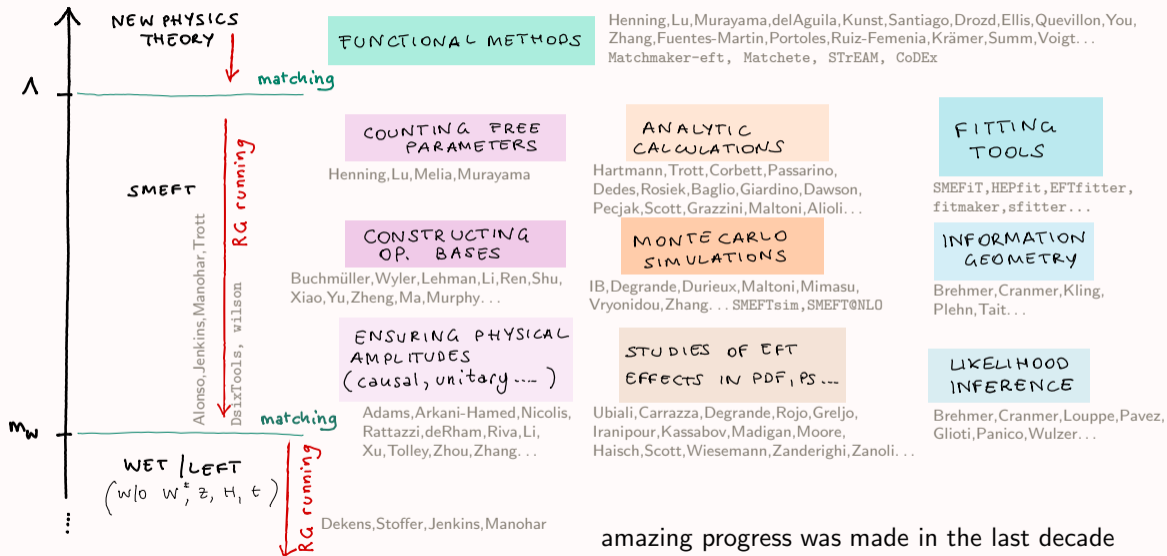 NEW PHYSICS
THEORY
FUNCTIONAL METHODS
Henning,Lu,Murayama,delAguila,Kunst,Santiago,Drozd,Ellis,Quevillon,You,
Zhang,Fuentes-Martin,Portoles,Ruiz-Femenia,Krämer,Summ,Voigt...
Matchmaker-eft, Matchete, STrEAM, CoDEx
matching
Λ
SMEFT
RG running
Alonso,Jenkins,Manohar,Trott
DsixTools, wilson
COUNTING FREE
PARAMETERS
Henning,Lu,Melia,Murayama
ANALYTIC
CALCULATIONS
Hartmann,Trott,Corbett,Passarino,
Dedes,Rosiek,Baglio,Giardino,Dawson,
Pecjak,Scott,Grazzini,Maltoni,Alioli...
FITTING
TOOLS
SMEFiT,HEPfit,EFTfitter,
fitmaker,sfitter...
CONSTRUCTING
OP. BASES
Buchmüller,Wyler,Lehman,Li,Ren,Shu,
Xiao,Yu,Zheng,Ma,Murphy...
MONTE CARLO
SIMULATIONS
IB,Degrande,Durieux,Maltoni,Mimasu,
Vryonidou,Zhang...SMEFTsim,SMEFT@NLO
INFORMATION
GEOMETRY
Brehmer,Cranmer,Kling,
Plehn,Tait...
ENSURING PHYSICAL
AMPLITUDES
(causal, unitary....)
Adams,Arkani-Hamed,Nicolis,
Rattazzi,deRham,Riva,Li,
Xu,Tolley,Zhou,Zhang...
STUDIES OF EFT
EFFECTS IN PDF, PS...
Ubiali,Carrazza,Degrande,Rojo,Greljo,
Iranipour,Kassabov,Madigan,Moore,
Haisch,Scott,Wiesemann,Zanderighi,Zanoli...
LIKELIHOOD
INFERENCE
Brehmer,Cranmer,Louppe,Pavez,
Glioti,Panico,Wulzer...
matching
mw
WET/LEFT
(w/o W±, Z, H, t)
RG running
Dekens,Stoffer,Jenkins,Manohar
amazing progress was made in the last decade